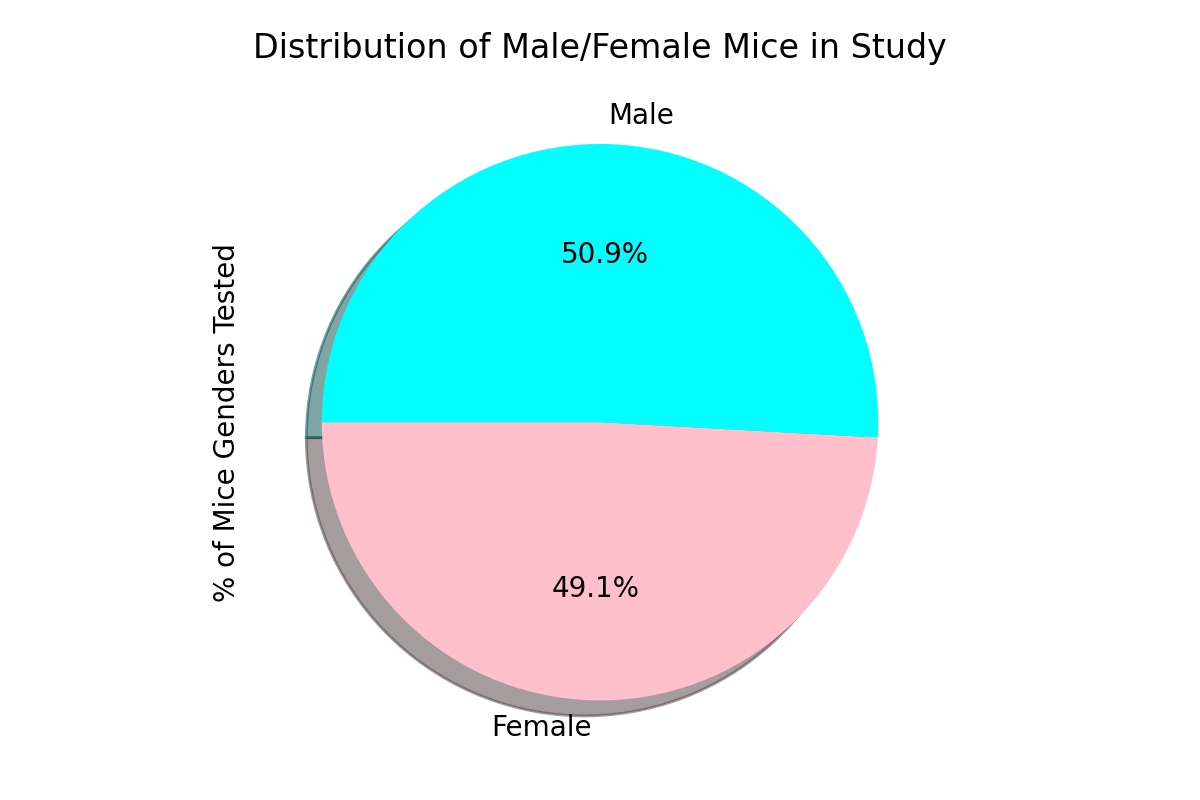 Distribution of Male/Female Mice in Study
Male
50.9%
% of Mice Genders Tested
49.1%
Female